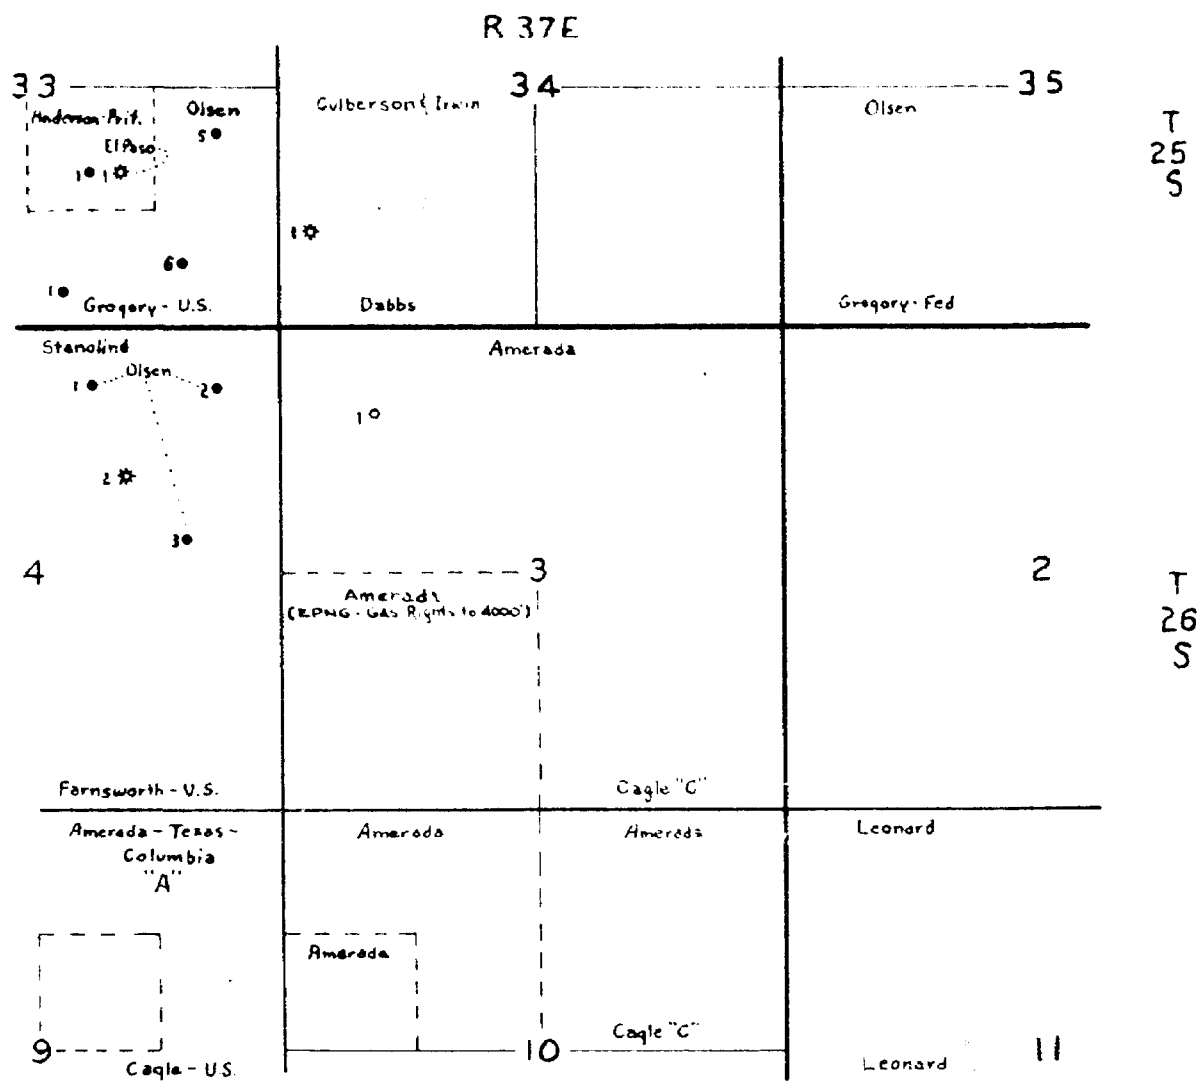 R 37E
33
34
35
Anderson-Prit.
Olsen
Culberson & Irwin
Olsen
T
25
S
5
El Paso
1
1
1
6
1
Gregory - U.S.
Dabbs
Gregory - Fed
Stanolind
Amerada
Olsen
1
2
1
2
3
4
3
2
T
26
S
Amerada
(EPNG - Gas Rights to 4000')
Farnsworth - U.S.
Cagle "C"
Amerada - Texas -
Columbia
"A"
Amerada
Amerada
Leonard
Amerada
9
Cagle "C"
10
11
Cagle - U.S.
Leonard